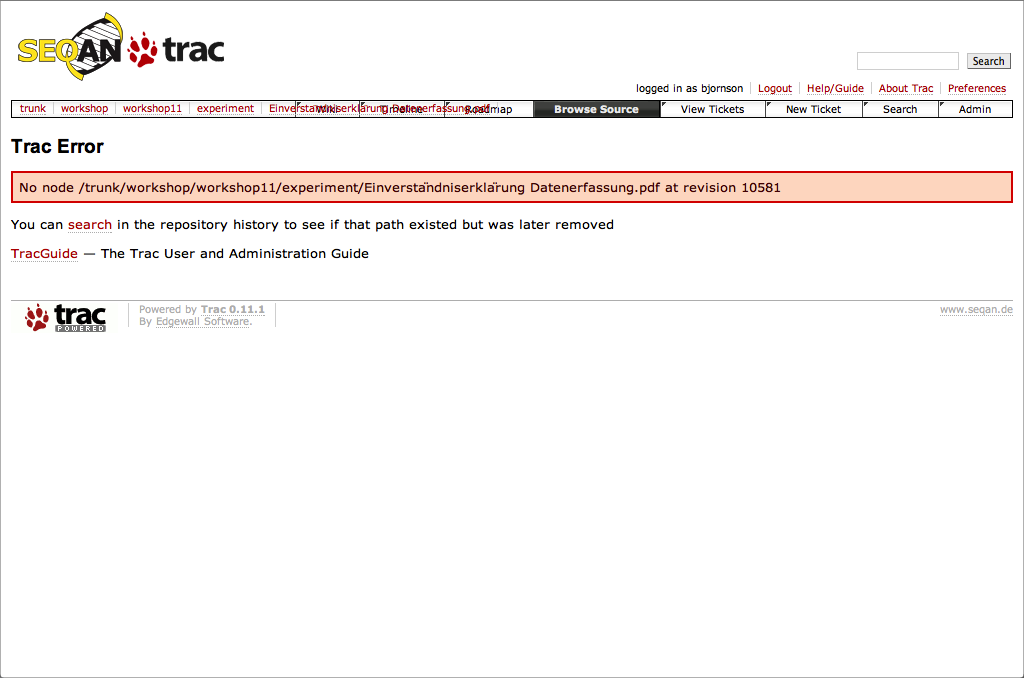 SEQAN trac
Search
logged in as bjornson Logout Help/Guide About Trac Preferences
trunk workshop workshop11 experiment Einverständniserklärung Datenerfassung.pdf Wiki Timeline Roadmap Browse Source View Tickets New Ticket Search Admin
Trac Error
No node /trunk/workshop/workshop11/experiment/Einverständniserklärung Datenerfassung.pdf at revision 10581
You can search in the repository history to see if that path existed but was later removed
TracGuide — The Trac User and Administration Guide
trac
POWERED
Powered by Trac 0.11.1
By Edgewall Software.
www.seqan.de